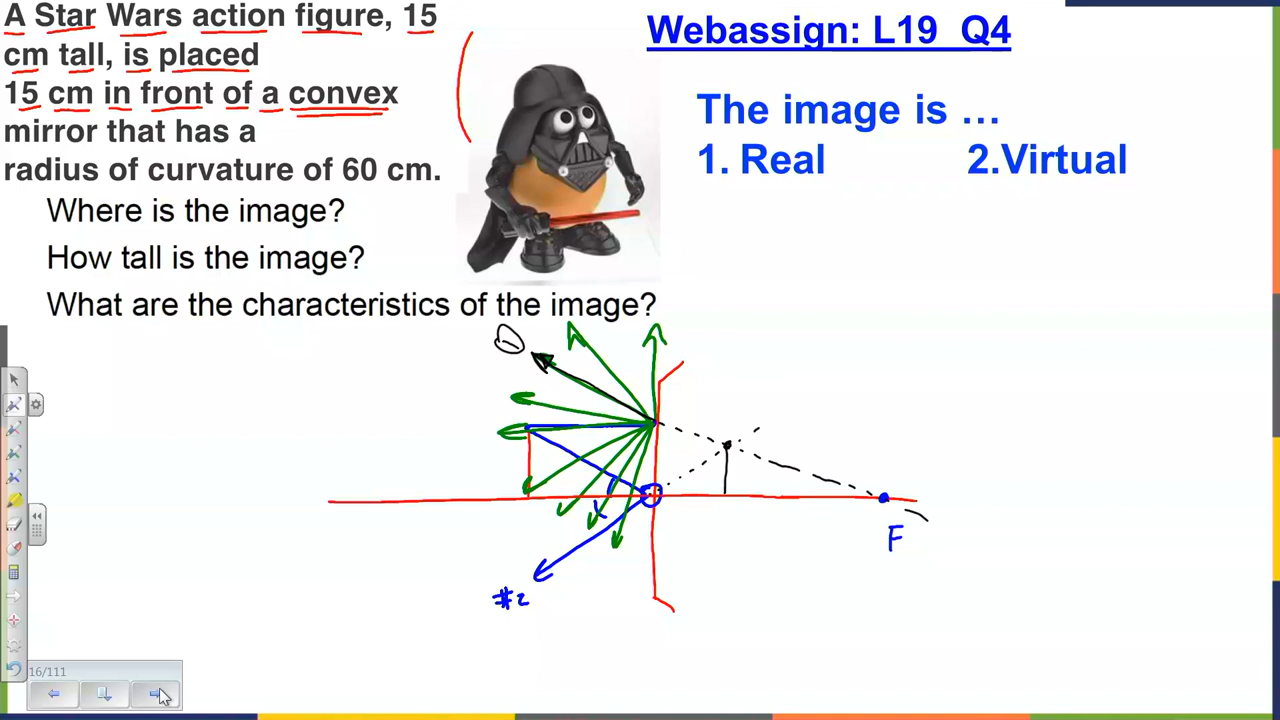 A Star Wars action figure, 15
cm tall, is placed
15 cm in front of a convex
mirror that has a
radius of curvature of 60 cm.
Where is the image?
How tall is the image?
What are the characteristics of the image?
Webassign: L19 Q4
The image is …
1. Real 2.Virtual
F
#2
16/111